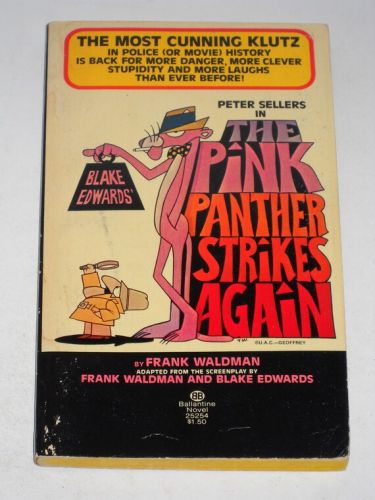 THE MOST CUNNING KLUTZ
IN POLICE (OR MOVIE) HISTORY
IS BACK FOR MORE DANGER, MORE CLEVER
STUPIDITY AND MORE LAUGHS
THAN EVER BEFORE!
PETER SELLERS
IN
THE
PINK
PANTHER
STRIKES
AGAIN
BLAKE
EDWARDS'
©U.A.C.—GEOFFREY
BY FRANK WALDMAN
ADAPTED FROM THE SCREENPLAY BY
FRANK WALDMAN AND BLAKE EDWARDS
BB
Ballantine
Novel
25254
$1.50